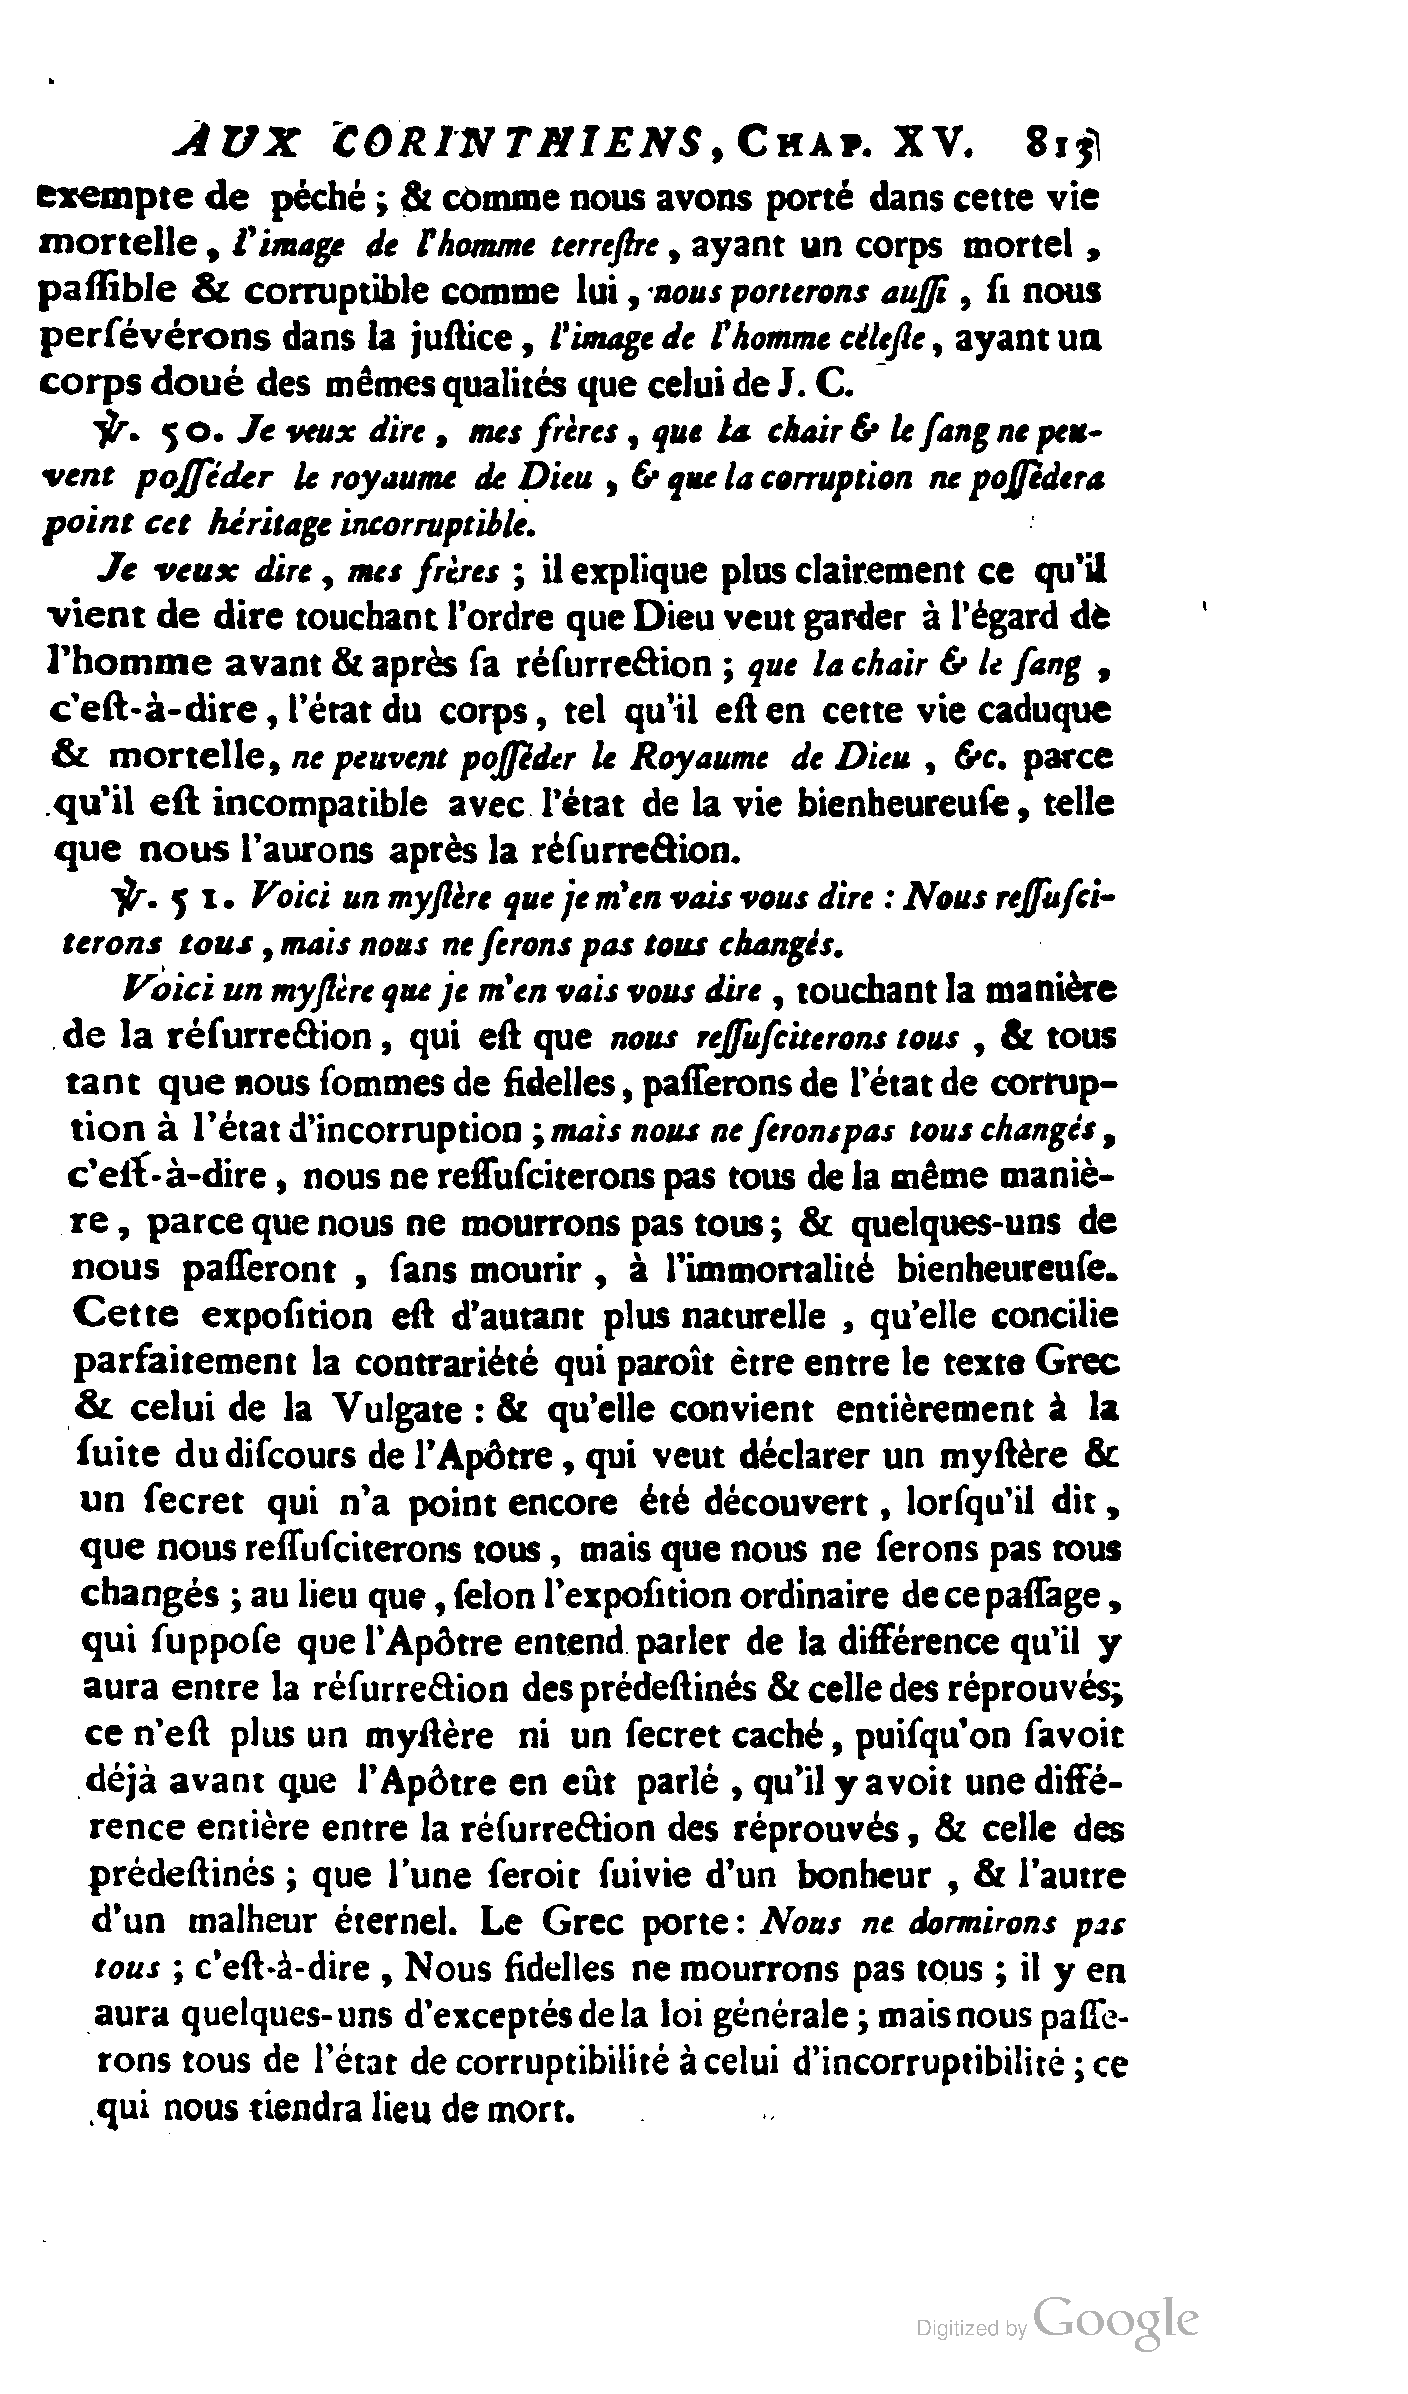 AUX CORINTHIENS, CHAP. XV. 813
exempte de péché ; & comme nous avons porté dans cette vie
mortelle, l'image de l'homme terreſtre, ayant un corps mortel,
paſſible & corruptible comme lui, nous porterons auſſi, ſi nous
perſévérons dans la juſtice, l'image de l'homme céleſte, ayant un
corps doué des mêmes qualités que celui de J. C.
℣. 50. Je veux dire, mes frères, que la chair & le ſang ne peu-
vent poſſéder le royaume de Dieu, & que la corruption ne poſſédera
point cet héritage incorruptible.
Je veux dire, mes frères ; il explique plus clairement ce qu'il
vient de dire touchant l'ordre que Dieu veut garder à l'égard de
l'homme avant & après ſa réſurrection ; que la chair & le ſang,
c'eſt-à-dire, l'état du corps, tel qu'il eſt en cette vie caduque
& mortelle, ne peuvent poſſéder le Royaume de Dieu, &c. parce
qu'il eſt incompatible avec l'état de la vie bienheureuſe, telle
que nous l'aurons après la réſurrection.
℣. 51. Voici un myſtère que je m'en vais vous dire : Nous reſſuſci-
terons tous, mais nous ne ſerons pas tous changés.
Voici un myſtère que je m'en vais vous dire, touchant la manière
de la réſurrection, qui eſt que nous reſſuſciterons tous, & tous
tant que nous ſommes de fidelles, paſſerons de l'état de corrup-
tion à l'état d'incorruption ; mais nous ne ſerons pas tous changés,
c'eſt-à-dire, nous ne reſſuſciterons pas tous de la même maniè-
re, parce que nous ne mourrons pas tous ; & quelques-uns de
nous paſſeront, ſans mourir, à l'immortalité bienheureuſe.
Cette expoſition eſt d'autant plus naturelle, qu'elle concilie
parfaitement la contrariété qui paroît être entre le texte Grec
& celui de la Vulgate : & qu'elle convient entièrement à la
ſuite du diſcours de l'Apôtre, qui veut déclarer un myſtère &
un ſecret qui n'a point encore été découvert, lorſqu'il dit,
que nous reſſuſciterons tous, mais que nous ne ſerons pas tous
changés ; au lieu que, ſelon l'expoſition ordinaire de ce paſſage,
qui ſuppoſe que l'Apôtre entend parler de la différence qu'il y
aura entre la réſurrection des prédeſtinés & celle des réprouvés;
ce n'eſt plus un myſtère ni un ſecret caché, puiſqu'on ſavoit
déjà avant que l'Apôtre en eût parlé, qu'il y avoit une diffé-
rence entière entre la réſurrection des réprouvés, & celle des
prédeſtinés ; que l'une ſeroit ſuivie d'un bonheur, & l'autre
d'un malheur éternel. Le Grec porte : Nous ne dormirons pas
tous ; c'eſt-à-dire, Nous fidelles ne mourrons pas tous ; il y en
aura quelques-uns d'exceptés de la loi générale ; mais nous paſſe-
rons tous de l'état de corruptibilité à celui d'incorruptibilité ; ce
qui nous tiendra lieu de mort.
Digitized by Google